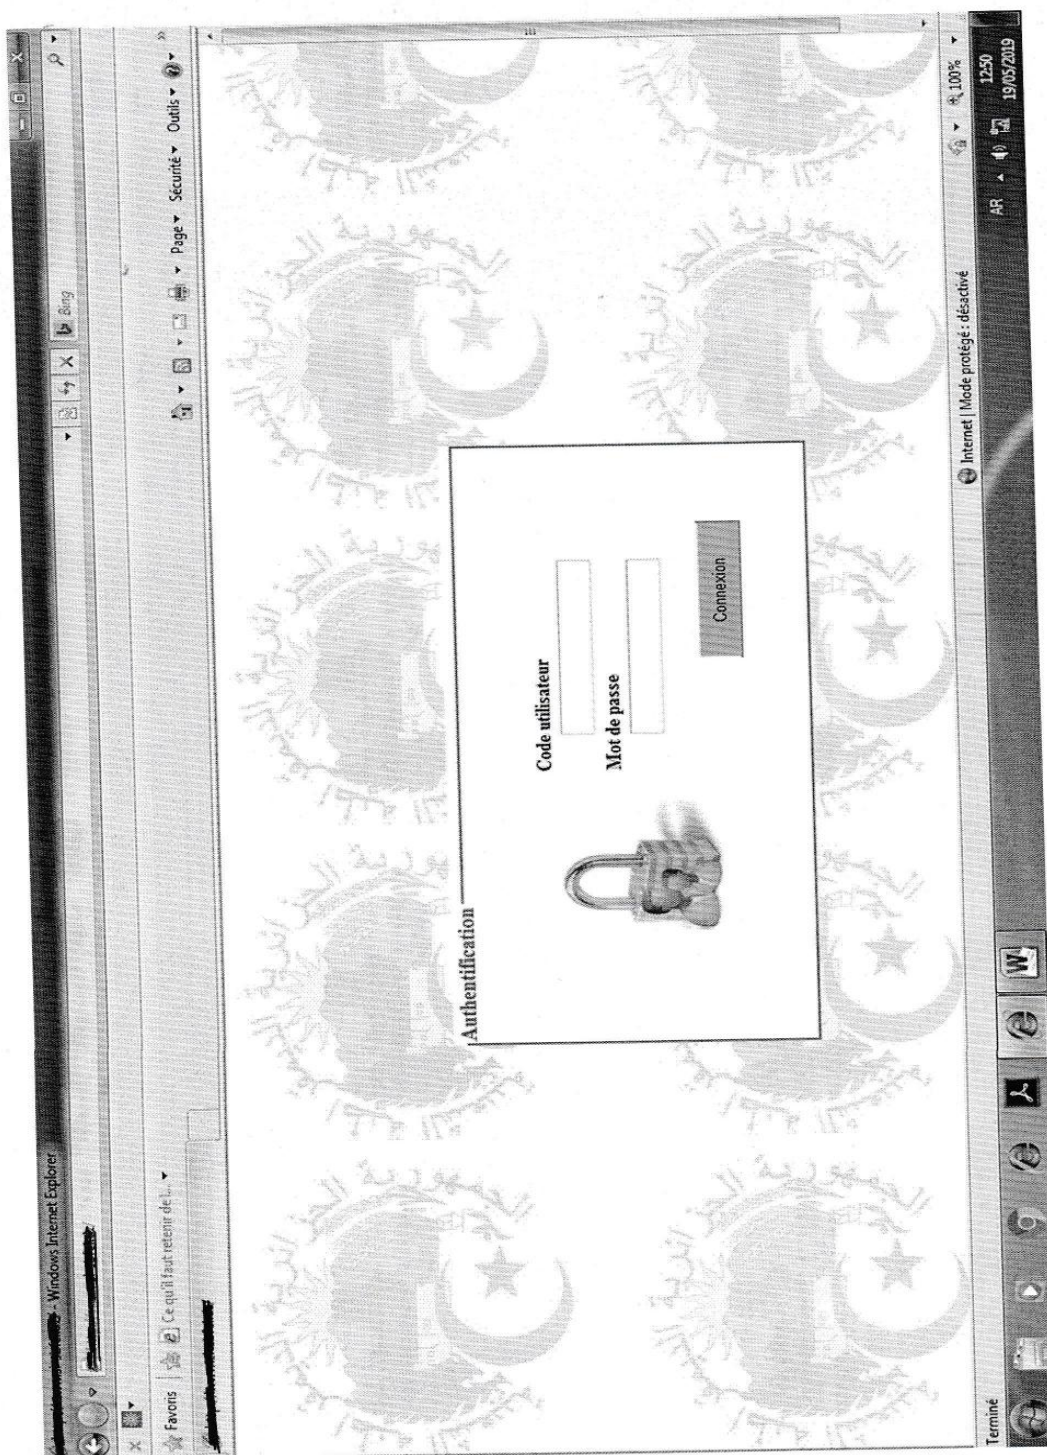 - Windows Internet Explorer
Bing
Favoris
Ce qu'il faut retenir de l...
Page
Sécurité
Outils
Authentification
Code utilisateur
Mot de passe
Connexion
Terminé
Internet | Mode protégé : désactivé
100%
AR
12:50
19/05/2019